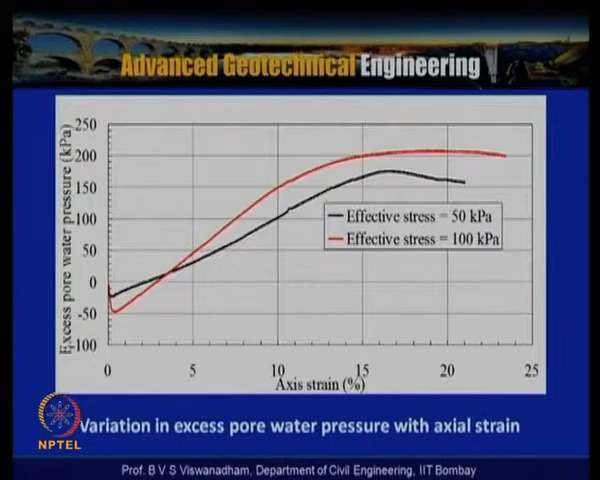 Advanced Geotechnical Engineering
Excess pore water pressure (kPa)
250
200
150
100
50
0
-50
-100
Effective stress = 50 kPa
Effective stress = 100 kPa
0 5 10 15 20 25
Axis strain (%)
Variation in excess pore water pressure with axial strain
NPTEL
Prof. B V S Viswanadham, Department of Civil Engineering, IIT Bombay